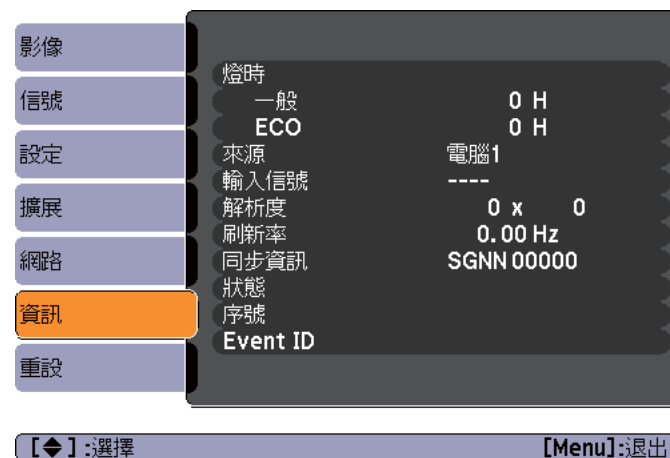 影像
信號
設定
擴展
網路
資訊
重設
燈時
一般 0 H
ECO 0 H
來源 電腦1
輸入信號 ----
解析度 0 x 0
刷新率 0.00 Hz
同步資訊 SGNN 00000
狀態
序號
Event ID
[◆] :選擇 [Menu]:退出